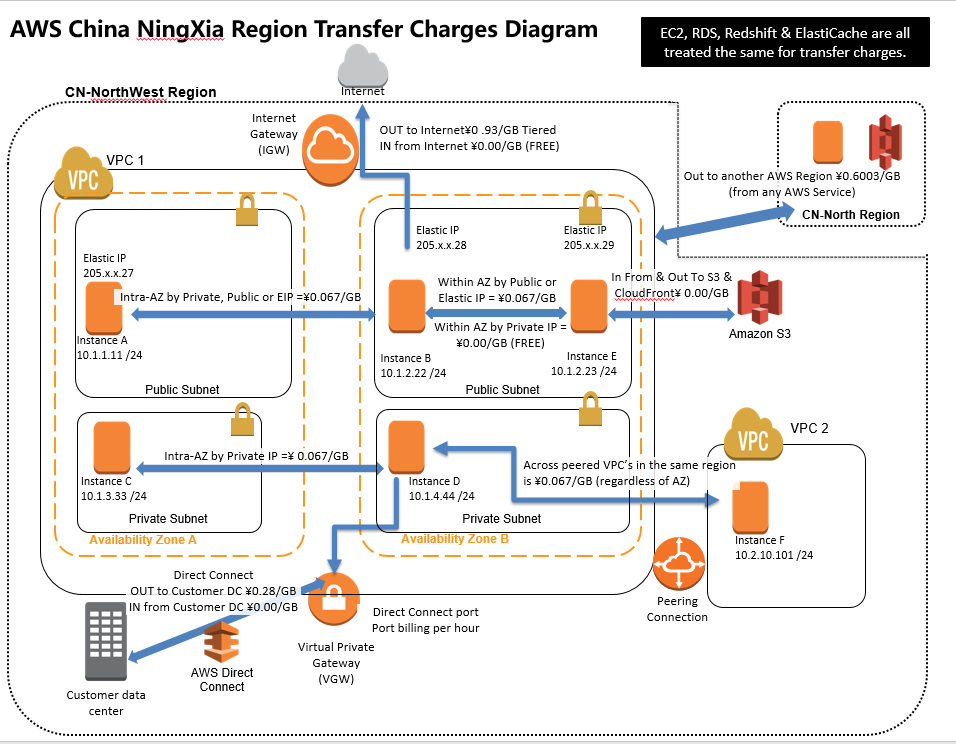 AWS China NingXia Region Transfer Charges Diagram
EC2, RDS, Redshift & ElastiCache are all
treated the same for transfer charges.
Internet
CN-NorthWest Region
Internet
Gateway
(IGW)
OUT to Internet¥0 .93/GB Tiered
IN from Internet ¥0.00/GB (FREE)
Out to another AWS Region ¥0.6003/GB
(from any AWS Service)
CN-North Region
VPC 1
VPC
Elastic IP
205.x.x.27
Elastic IP
205.x.x.28
Elastic IP
205.x.x.29
Intra-AZ by Private, Public or EIP =¥0.067/GB
Within AZ by Public or
Elastic IP = ¥0.067/GB
Within AZ by Private IP =
¥0.00/GB (FREE)
In From & Out To S3 &
CloudFront¥ 0.00/GB
Amazon S3
Instance A
10.1.1.11 /24
Instance B
10.1.2.22 /24
Instance E
10.1.2.23 /24
Public Subnet
Public Subnet
Intra-AZ by Private IP =¥ 0.067/GB
Instance C
10.1.3.33 /24
Instance D
10.1.4.44 /24
Private Subnet
Private Subnet
Availability Zone A
Availability Zone B
Across peered VPC's in the same region
is ¥0.067/GB (regardless of AZ)
VPC
VPC 2
Instance F
10.2.10.101 /24
Peering
Connection
Direct Connect
OUT to Customer DC ¥0.28/GB
IN from Customer DC ¥0.00/GB
Direct Connect port
Port billing per hour
Virtual Private
Gateway
(VGW)
AWS Direct
Connect
Customer data
center